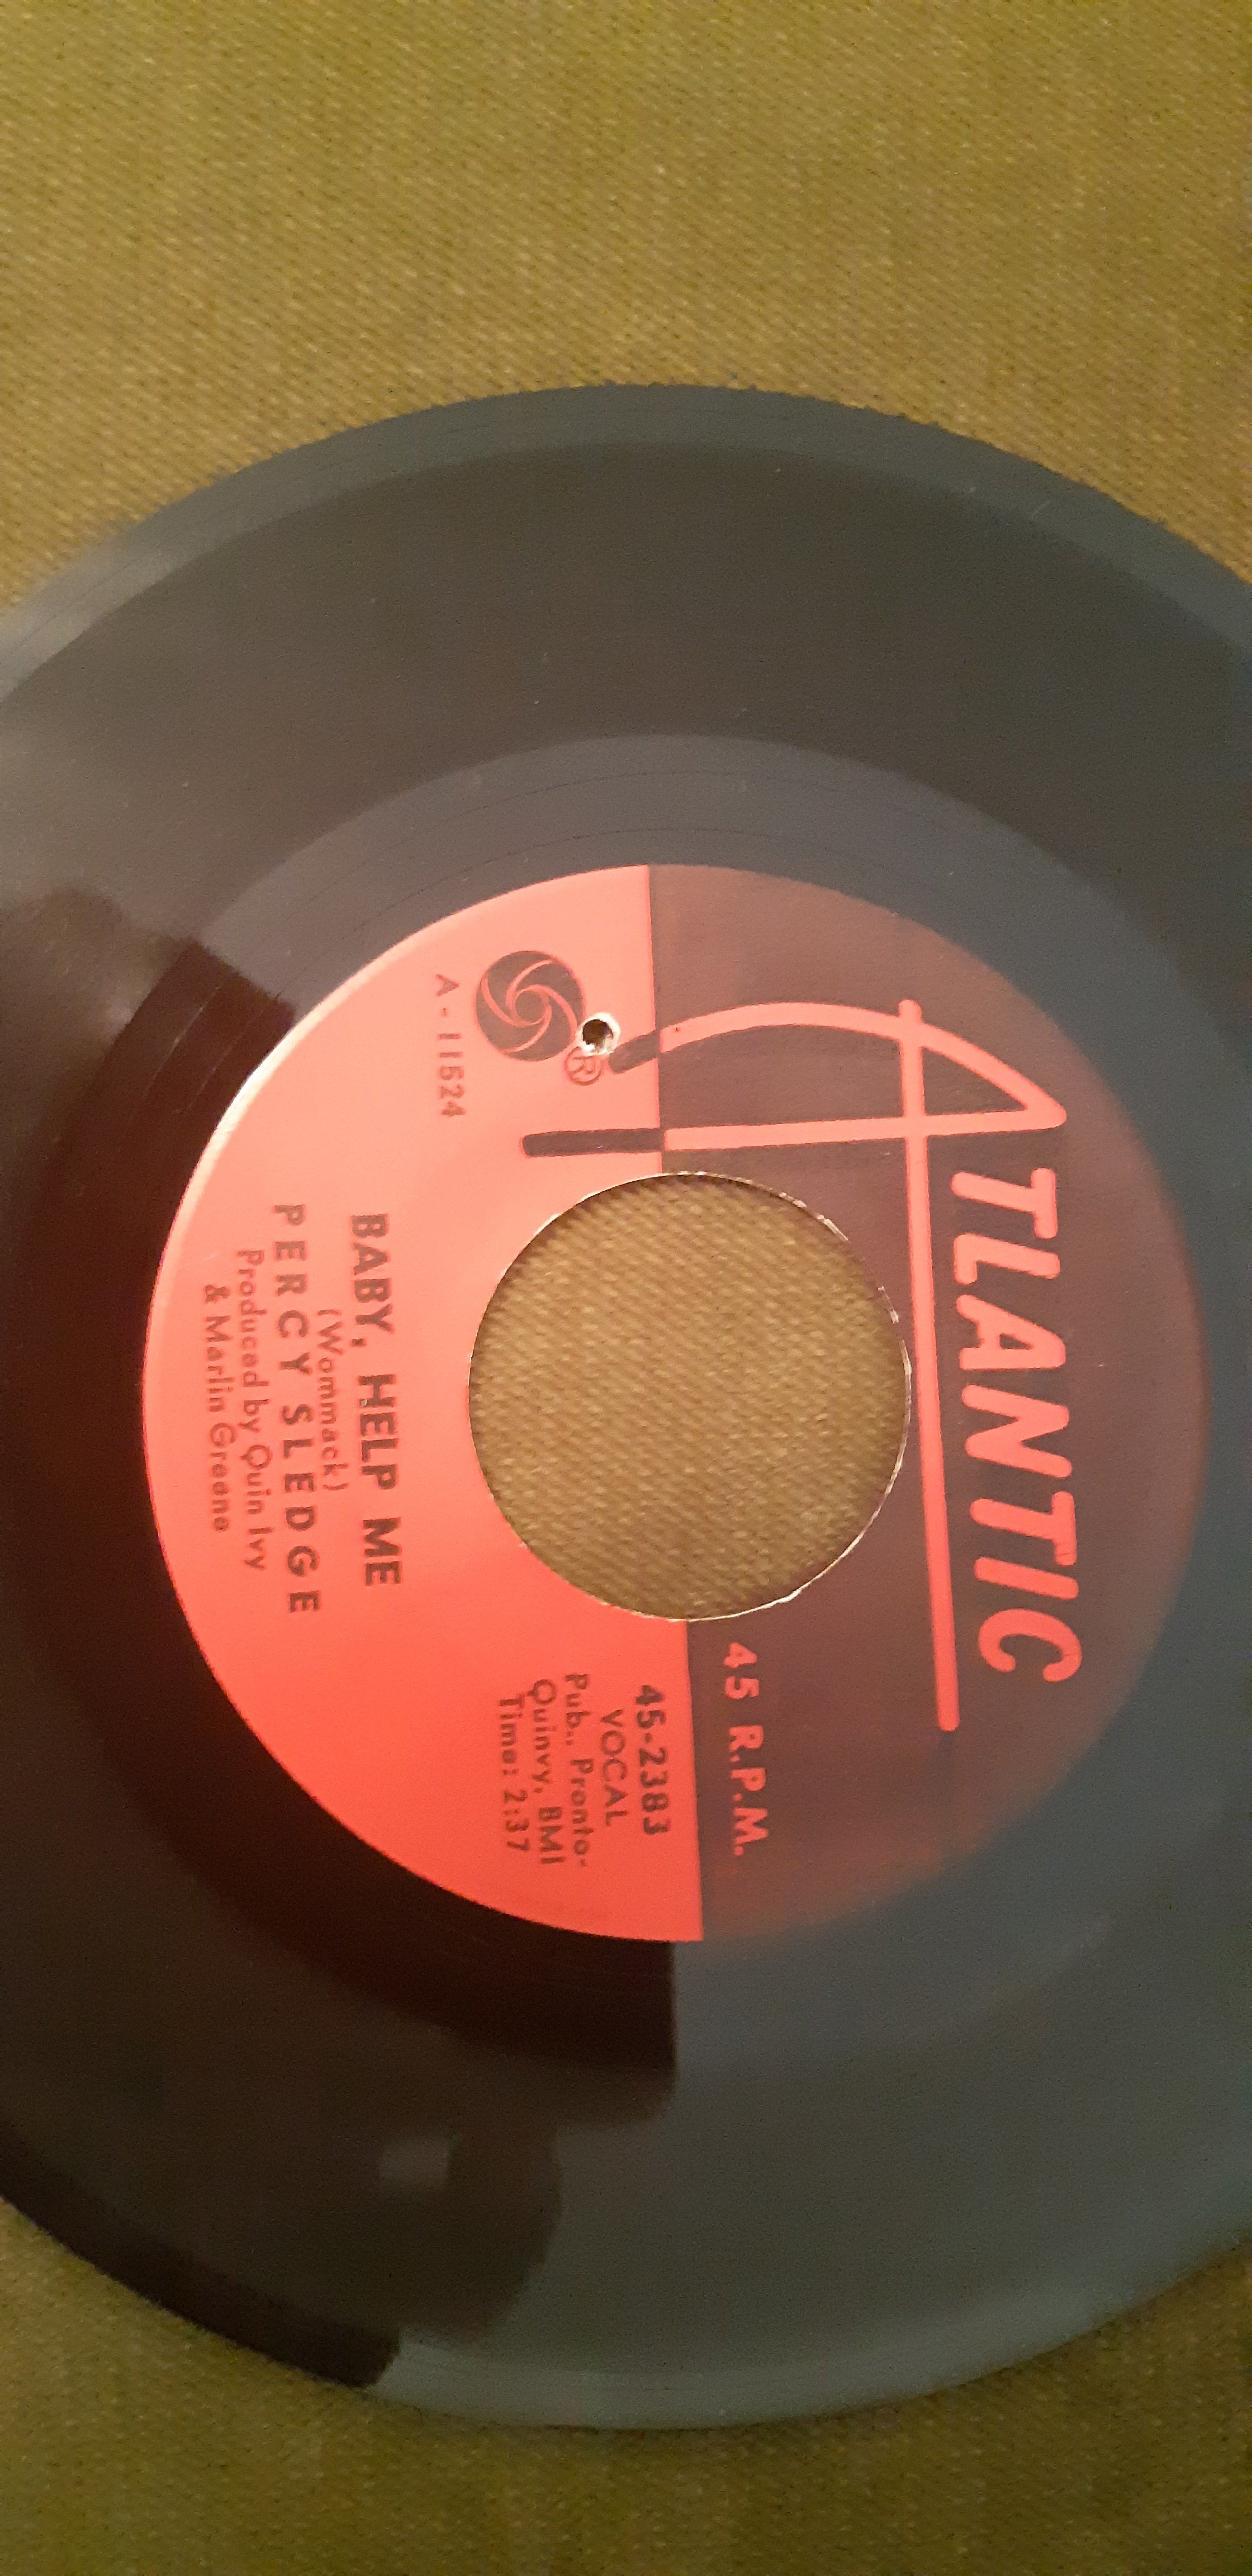 ATLANTIC
45 R.P.M.
®
A-11524
45-2383
VOCAL
Pub., Pronto-
Quinvy, BMI
Time: 2:37
BABY, HELP ME
(Wommack)
PERCY SLEDGE
Produced by Quin Ivy
& Marlin Greene